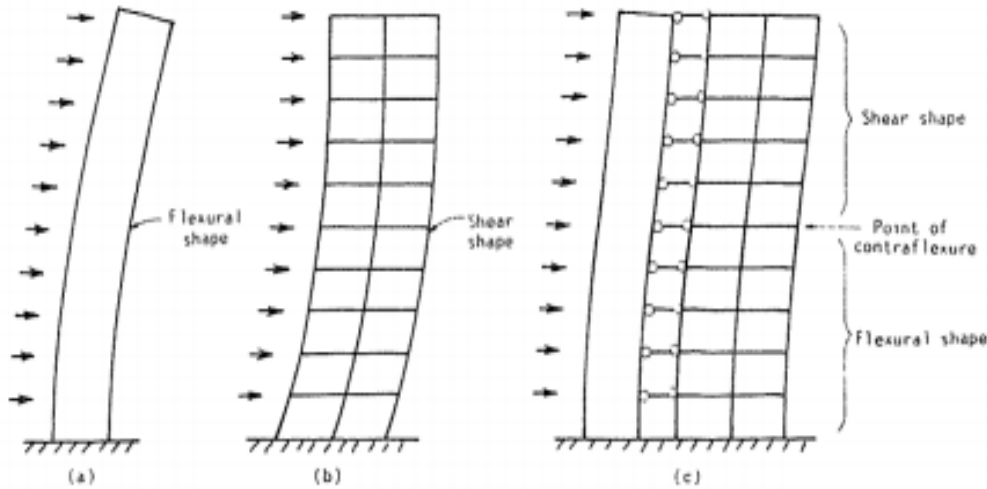 Flexural
shape
(a)
Shear
shape
(b)
Shear shape
Point of
contraflexure
Flexural shape
(c)